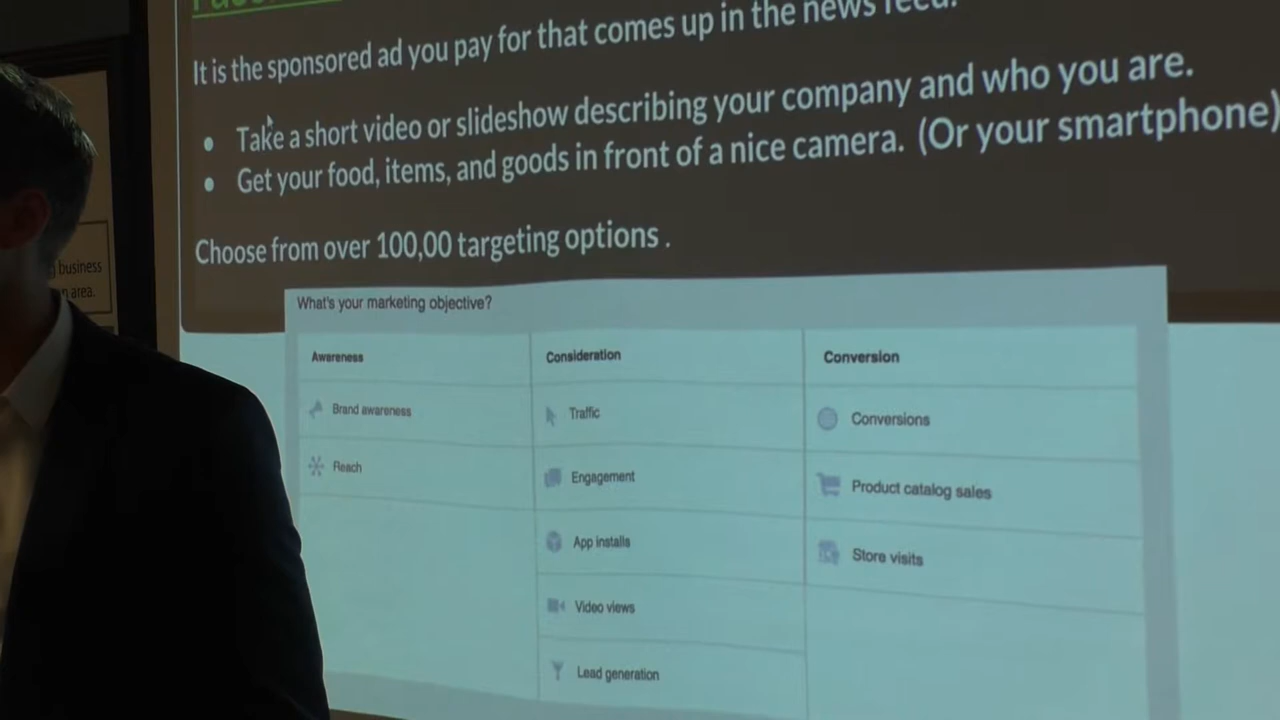 It is the sponsored ad you pay for that comes up in the news feed.
• Take a short video or slideshow describing your company and who you are.
• Get your food, items, and goods in front of a nice camera. (Or your smartphone)
business
area.
Choose from over 100,00 targeting options .
What's your marketing objective?
Awareness Consideration Conversion
Brand awareness Traffic Conversions
Reach Engagement Product catalog sales
App installs Store visits
Video views
Lead generation